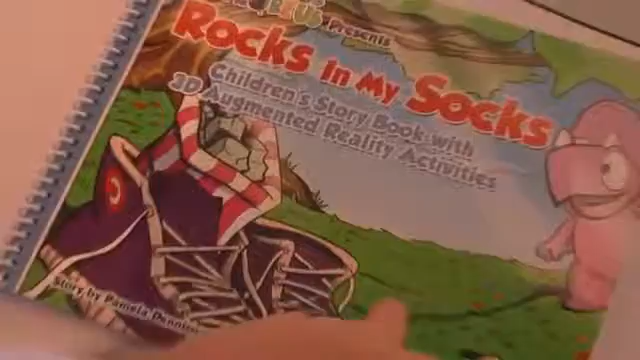 Presents
Rocks In My Socks
Children's Story Book with
3D Augmented Reality Activities
Story by Pamela